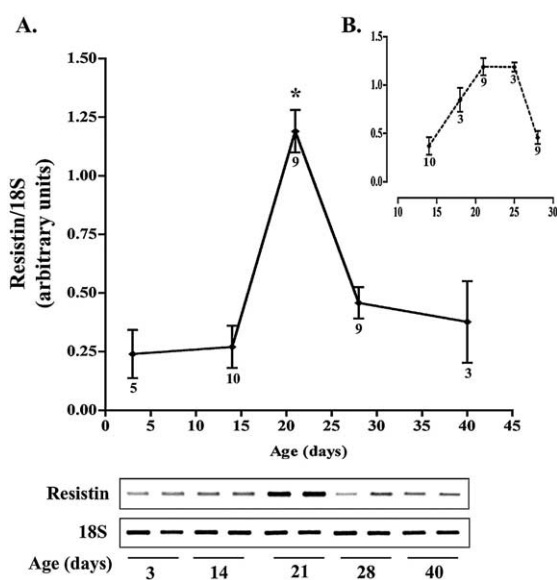 A.
B.
Resistin/18S
(arbitrary units)
1.50
1.25
1.00
0.75
0.50
0.25
0.00
*
5
10
9
9
3
0 5 10 15 20 25 30 35 40 45
Age (days)
1.5
1.0
0.5
0.0
10
3
9
3
9
10 15 20 25 30
Resistin
18S
Age (days) 3 14 21 28 40